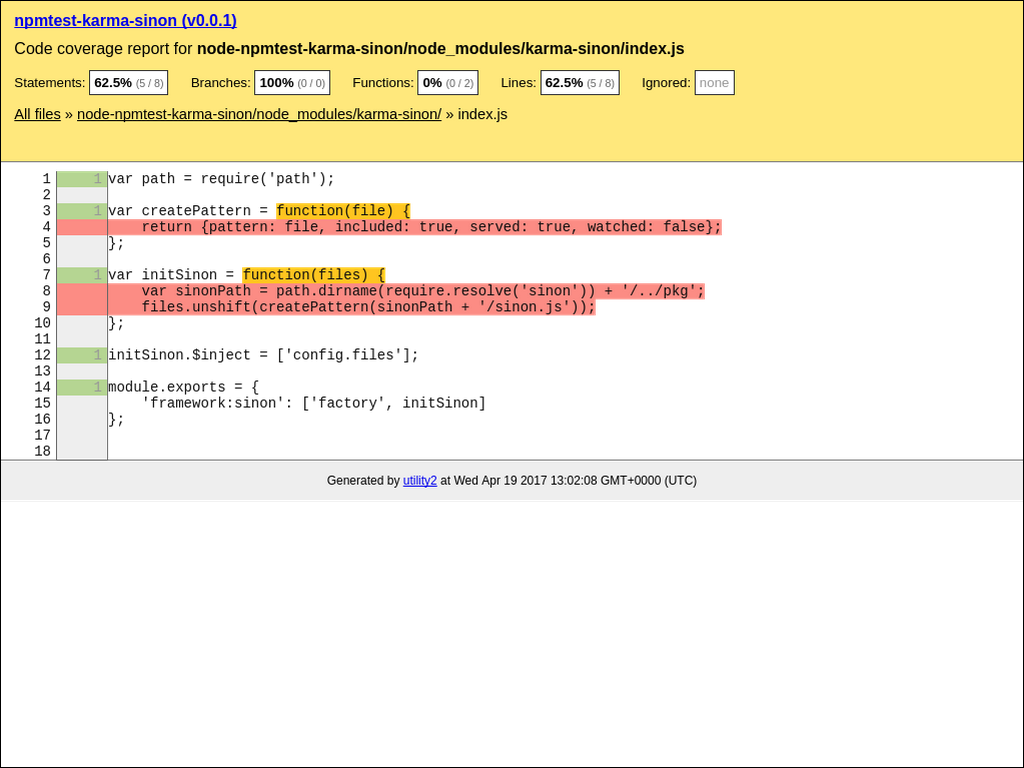 npmtest-karma-sinon (v0.0.1)
Code coverage report for node-npmtest-karma-sinon/node_modules/karma-sinon/index.js
Statements: 62.5% (5 / 8) Branches: 100% (0 / 0) Functions: 0% (0 / 2) Lines: 62.5% (5 / 8) Ignored: none
All files » node-npmtest-karma-sinon/node_modules/karma-sinon/ » index.js
1 1 var path = require('path');
2
3 1 var createPattern = function(file) {
4     return {pattern: file, included: true, served: true, watched: false};
5 };
6
7 1 var initSinon = function(files) {
8     var sinonPath = path.dirname(require.resolve('sinon')) + '/../pkg';
9     files.unshift(createPattern(sinonPath + '/sinon.js'));
10 };
11
12 1 initSinon.$inject = ['config.files'];
13
14 1 module.exports = {
15     'framework:sinon': ['factory', initSinon]
16 };
17
18
Generated by utility2 at Wed Apr 19 2017 13:02:08 GMT+0000 (UTC)